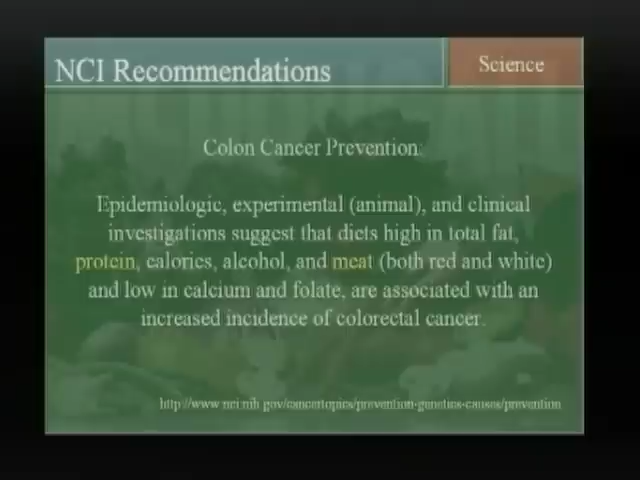 NCI Recommendations
Science
Colon Cancer Prevention:
Epidemiologic, experimental (animal), and clinical
investigations suggest that diets high in total fat,
protein, calories, alcohol, and meat (both red and white)
and low in calcium and folate, are associated with an
increased incidence of colorectal cancer.
http://www.nci.nih.gov/cancertopics/prevention-genetics-causes/prevention